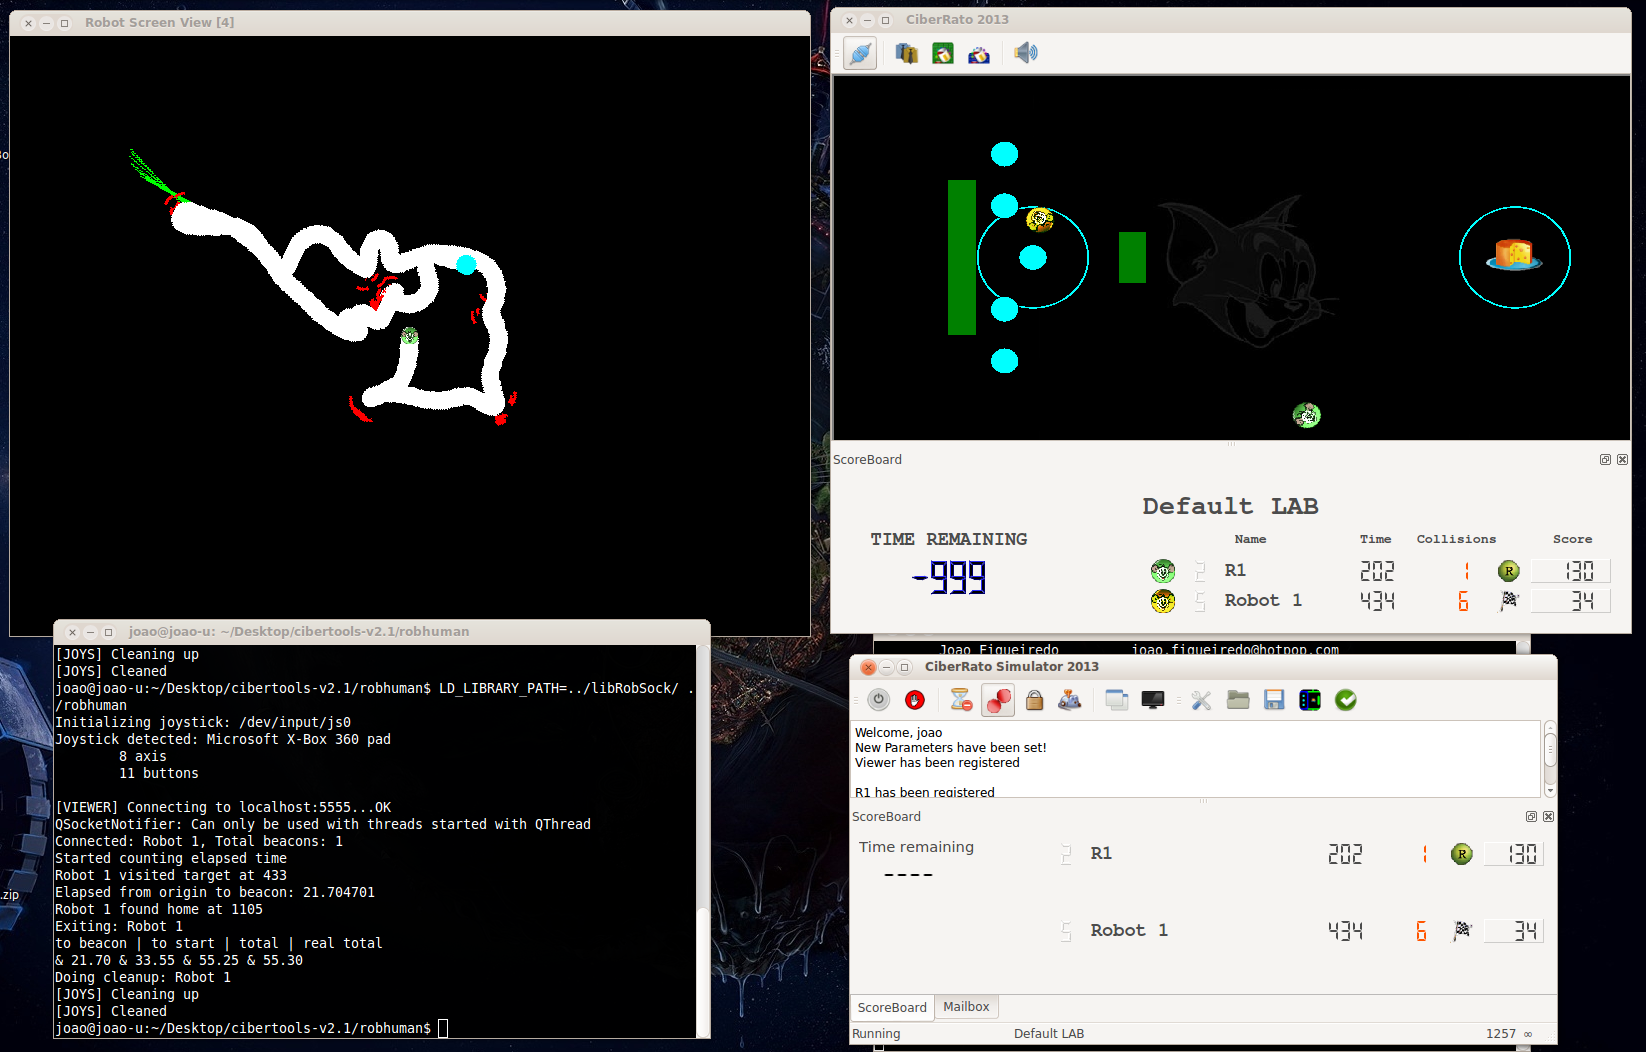 Robot Screen View [4]
CiberRato 2013
ScoreBoard
Default LAB
TIME REMAINING
-999
Name Time Collisions Score
2 R1 202 1 R 130
5 Robot 1 434 6 34
joao@joao-u: ~/Desktop/cibertools-v2.1/robhuman
[JOYS] Cleaning up
[JOYS] Cleaned
joao@joao-u:~/Desktop/cibertools-v2.1/robhuman$ LD_LIBRARY_PATH=../libRobSock/ .
/robhuman
Initializing joystick: /dev/input/js0
Joystick detected: Microsoft X-Box 360 pad
8 axis
11 buttons
[VIEWER] Connecting to localhost:5555...OK
QSocketNotifier: Can only be used with threads started with QThread
Connected: Robot 1, Total beacons: 1
Started counting elapsed time
Robot 1 visited target at 433
Elapsed from origin to beacon: 21.704701
Robot 1 found home at 1105
Exiting: Robot 1
to beacon | to start | total | real total
& 21.70 & 33.55 & 55.25 & 55.30
Doing cleanup: Robot 1
[JOYS] Cleaning up
[JOYS] Cleaned
joao@joao-u:~/Desktop/cibertools-v2.1/robhuman$
Joao Figueiredo joao.figueiredo@hotpop.com
CiberRato Simulator 2013
Welcome, joao
New Parameters have been set!
Viewer has been registered
R1 has been registered
ScoreBoard
Time remaining
----
2 R1 202 1 R 130
5 Robot 1 434 6 34
ScoreBoard Mailbox
Running Default LAB 1257 ∞
.zip